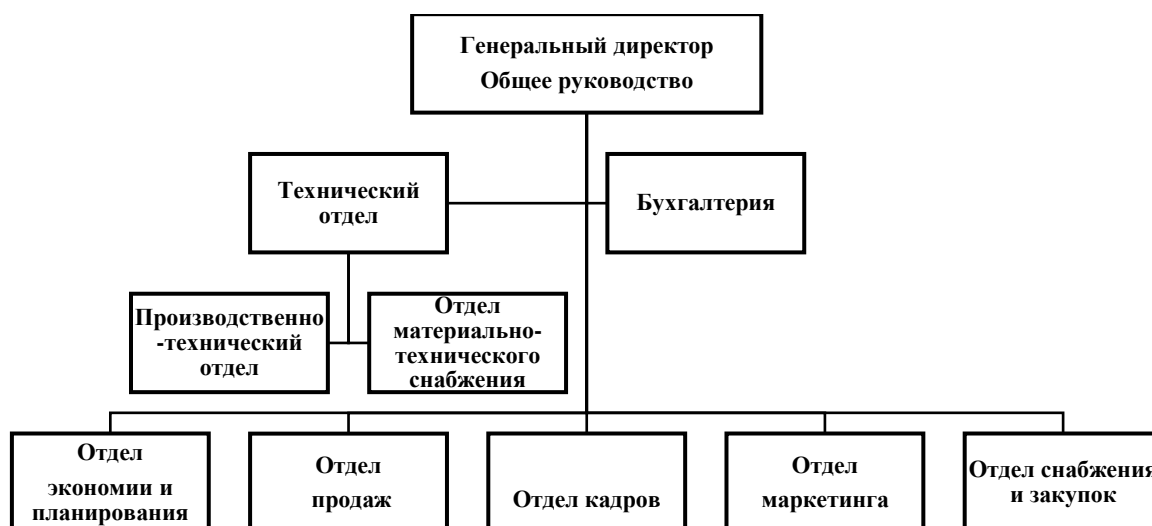 Генеральный директор
Общее руководство
Технический
отдел
Бухгалтерия
Производственно
-технический
отдел
Отдел
материально-
технического
снабжения
Отдел
экономии и
планирования
Отдел
продаж
Отдел кадров
Отдел
маркетинга
Отдел снабжения
и закупок